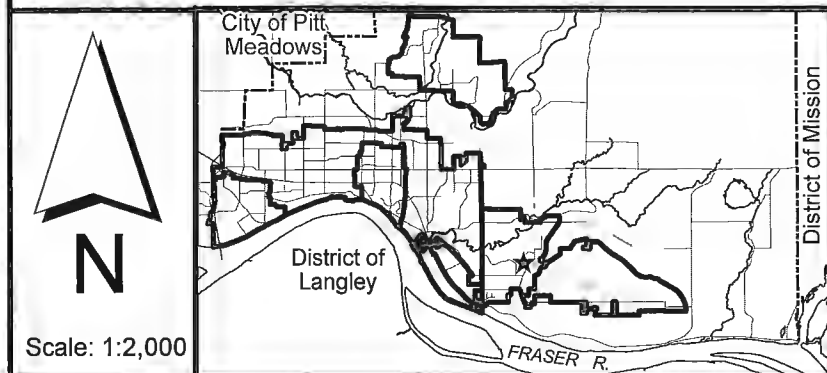 City of Pitt
Meadows
District of Mission
District of
Langley
N
Scale: 1:2,000
FRASER R.